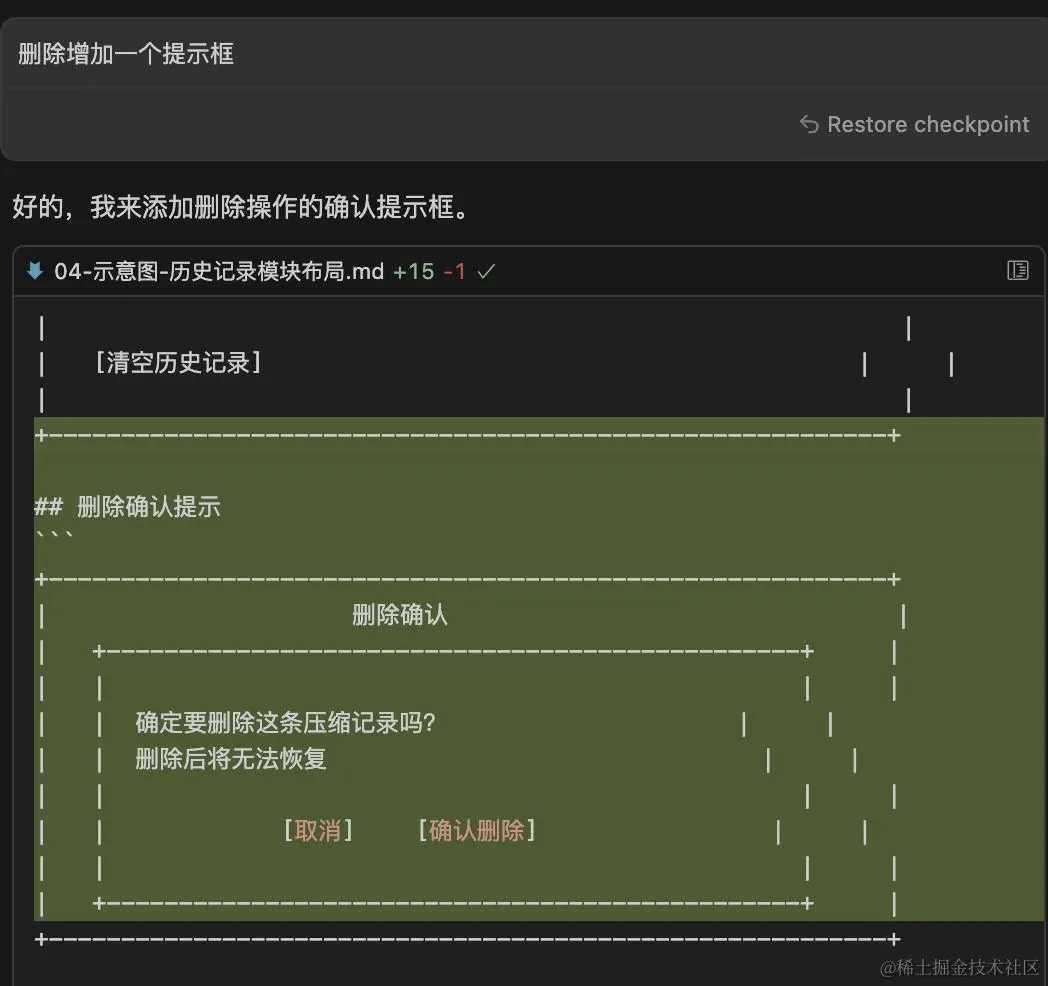 删除增加一个提示框
Restore checkpoint
好的，我来添加删除操作的确认提示框。
04-示意图-历史记录模块布局.md +15 -1
| |
| [清空历史记录] | |
| |
+----------------------------------------------------------+
## 删除确认提示
```
+----------------------------------------------------------+
| 删除确认 |
| +------------------------------------------------+ |
| | | |
| | 确定要删除这条压缩记录吗? | |
| | 删除后将无法恢复 | |
| | | |
| | [取消] [确认删除] | |
| | | |
| +------------------------------------------------+ |
+----------------------------------------------------------+
@稀土掘金技术社区